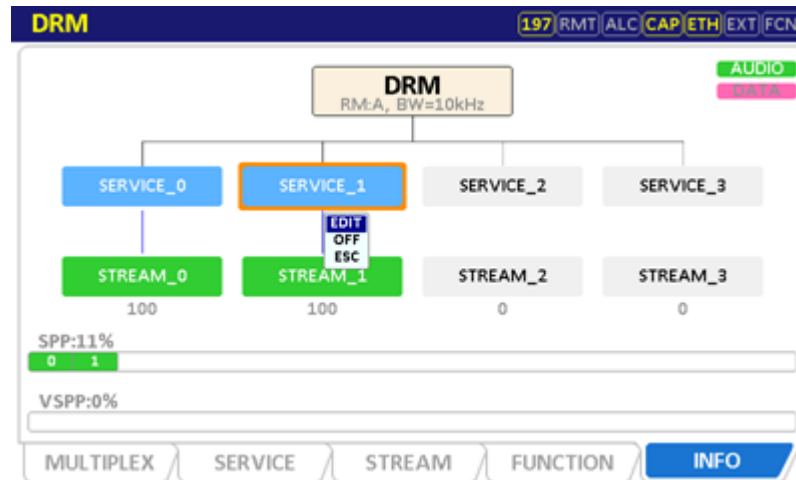 DRM 197 RMT ALC CAP ETH EXT FCN
AUDIO
DATA
DRM
RM:A, BW=10kHz
SERVICE_0 SERVICE_1 SERVICE_2 SERVICE_3
EDIT
OFF
ESC
STREAM_0 STREAM_1 STREAM_2 STREAM_3
100 100 0 0
SPP:11%
0 1
VSPP:0%
MULTIPLEX SERVICE STREAM FUNCTION INFO